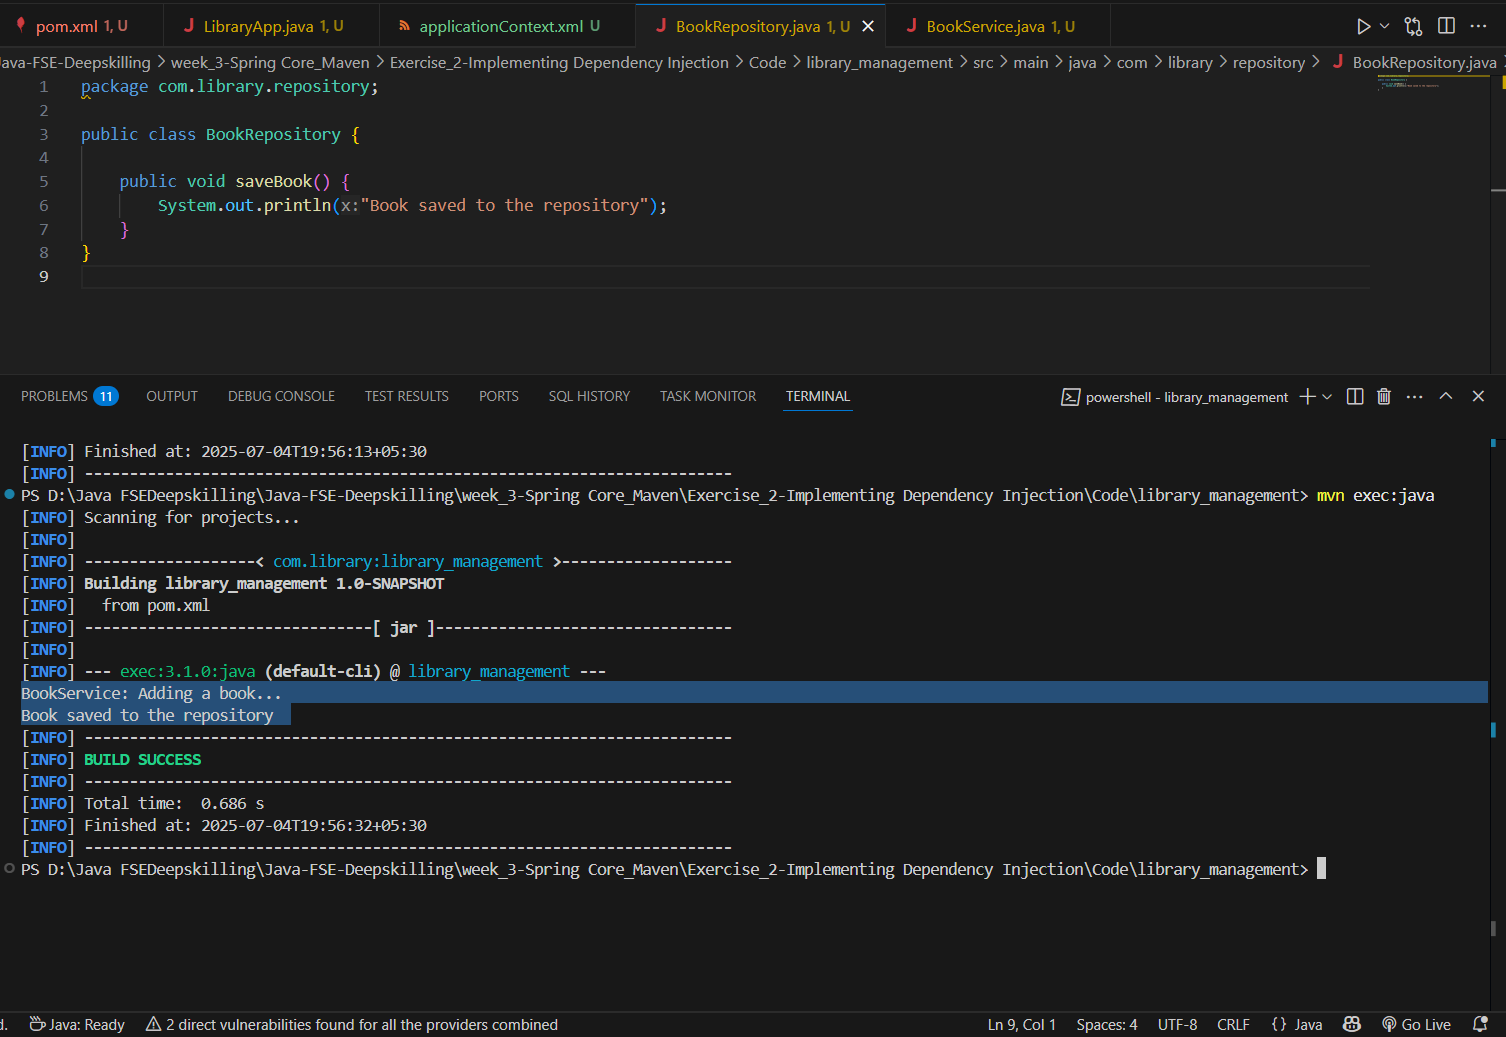 pom.xml 1, U
LibraryApp.java 1, U
applicationContext.xml U
BookRepository.java 1, U
BookService.java 1, U
ava-FSE-Deepskilling > week_3-Spring Core_Maven > Exercise_2-Implementing Dependency Injection > Code > library_management > src > main > java > com > library > repository > BookRepository.java
1 package com.library.repository;
2
3 public class BookRepository {
4
5 public void saveBook() {
6 System.out.println(x:"Book saved to the repository");
7 }
8 }
9
PROBLEMS 11 OUTPUT DEBUG CONSOLE TEST RESULTS PORTS SQL HISTORY TASK MONITOR TERMINAL
powershell - library_management
[INFO] Finished at: 2025-07-04T19:56:13+05:30
[INFO] ------------------------------------------------------------------------
PS D:\Java FSEDeepskilling\Java-FSE-Deepskilling\week_3-Spring Core_Maven\Exercise_2-Implementing Dependency Injection\Code\library_management> mvn exec:java
[INFO] Scanning for projects...
[INFO]
[INFO] -------------------< com.library:library_management >-------------------
[INFO] Building library_management 1.0-SNAPSHOT
[INFO]   from pom.xml
[INFO] --------------------------------[ jar ]---------------------------------
[INFO]
[INFO] --- exec:3.1.0:java (default-cli) @ library_management ---
BookService: Adding a book...
Book saved to the repository
[INFO] ------------------------------------------------------------------------
[INFO] BUILD SUCCESS
[INFO] ------------------------------------------------------------------------
[INFO] Total time:  0.686 s
[INFO] Finished at: 2025-07-04T19:56:32+05:30
[INFO] ------------------------------------------------------------------------
PS D:\Java FSEDeepskilling\Java-FSE-Deepskilling\week_3-Spring Core_Maven\Exercise_2-Implementing Dependency Injection\Code\library_management>
d. Java: Ready 2 direct vulnerabilities found for all the providers combined Ln 9, Col 1 Spaces: 4 UTF-8 CRLF {} Java Go Live